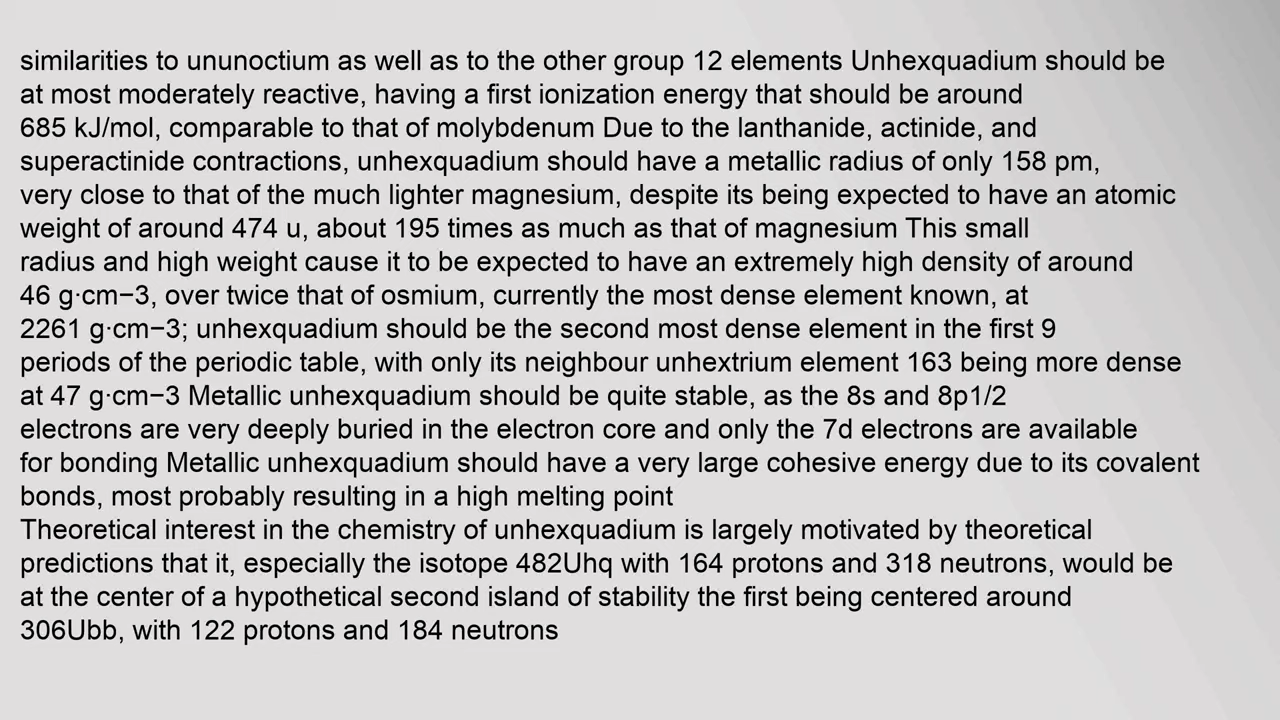 similarities to ununoctium as well as to the other group 12 elements Unhexquadium should be
at most moderately reactive, having a first ionization energy that should be around
685 kJ/mol, comparable to that of molybdenum Due to the lanthanide, actinide, and
superactinide contractions, unhexquadium should have a metallic radius of only 158 pm,
very close to that of the much lighter magnesium, despite its being expected to have an atomic
weight of around 474 u, about 195 times as much as that of magnesium This small
radius and high weight cause it to be expected to have an extremely high density of around
46 g·cm−3, over twice that of osmium, currently the most dense element known, at
2261 g·cm−3; unhexquadium should be the second most dense element in the first 9
periods of the periodic table, with only its neighbour unhextrium element 163 being more dense
at 47 g·cm−3 Metallic unhexquadium should be quite stable, as the 8s and 8p1/2
electrons are very deeply buried in the electron core and only the 7d electrons are available
for bonding Metallic unhexquadium should have a very large cohesive energy due to its covalent
bonds, most probably resulting in a high melting point
Theoretical interest in the chemistry of unhexquadium is largely motivated by theoretical
predictions that it, especially the isotope 482Uhq with 164 protons and 318 neutrons, would be
at the center of a hypothetical second island of stability the first being centered around
306Ubb, with 122 protons and 184 neutrons